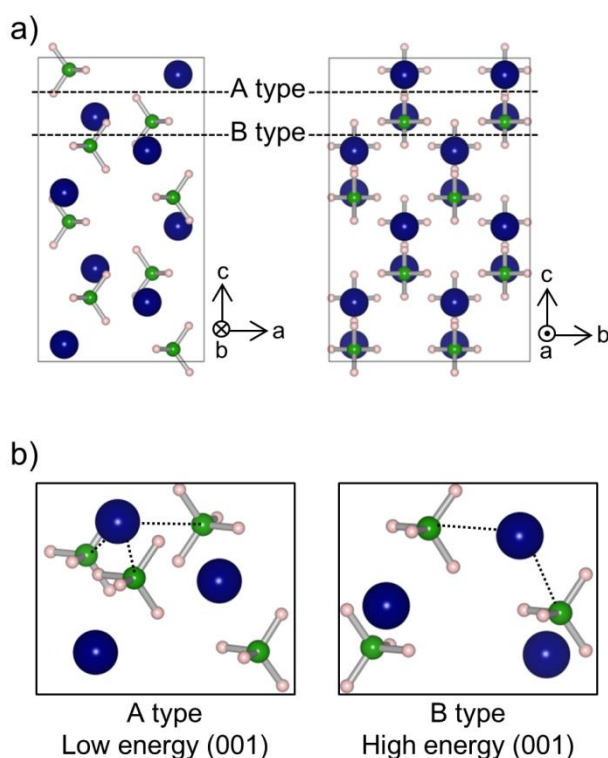 a)
A type
B type
c
b
a
c
a
b
b)
A type
Low energy (001)
B type
High energy (001)